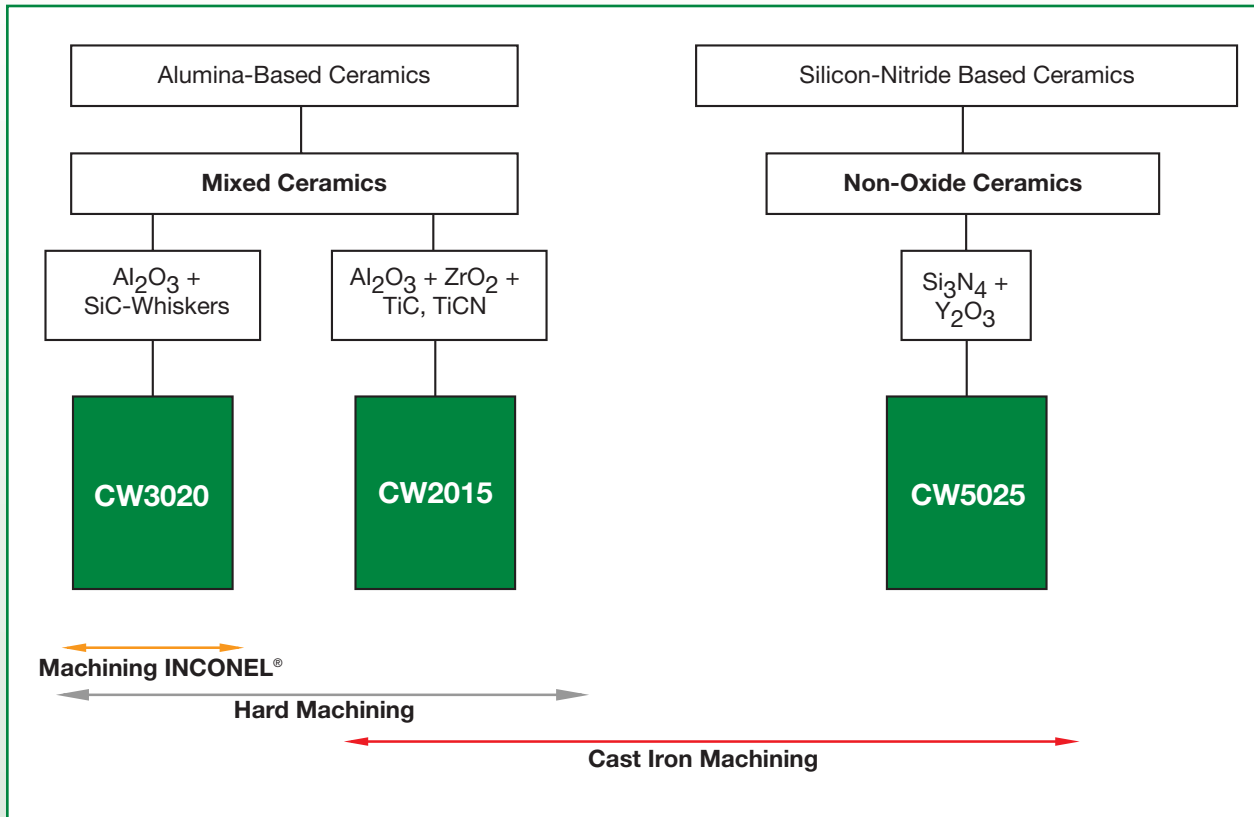 Alumina-Based Ceramics
Silicon-Nitride Based Ceramics
Mixed Ceramics
Non-Oxide Ceramics
Al₂O₃ +
SiC-Whiskers
Al₂O₃ + ZrO₂ +
TiC, TiCN
Si₃N₄ +
Y₂O₃
CW3020
CW2015
CW5025
Machining INCONEL®
Hard Machining
Cast Iron Machining